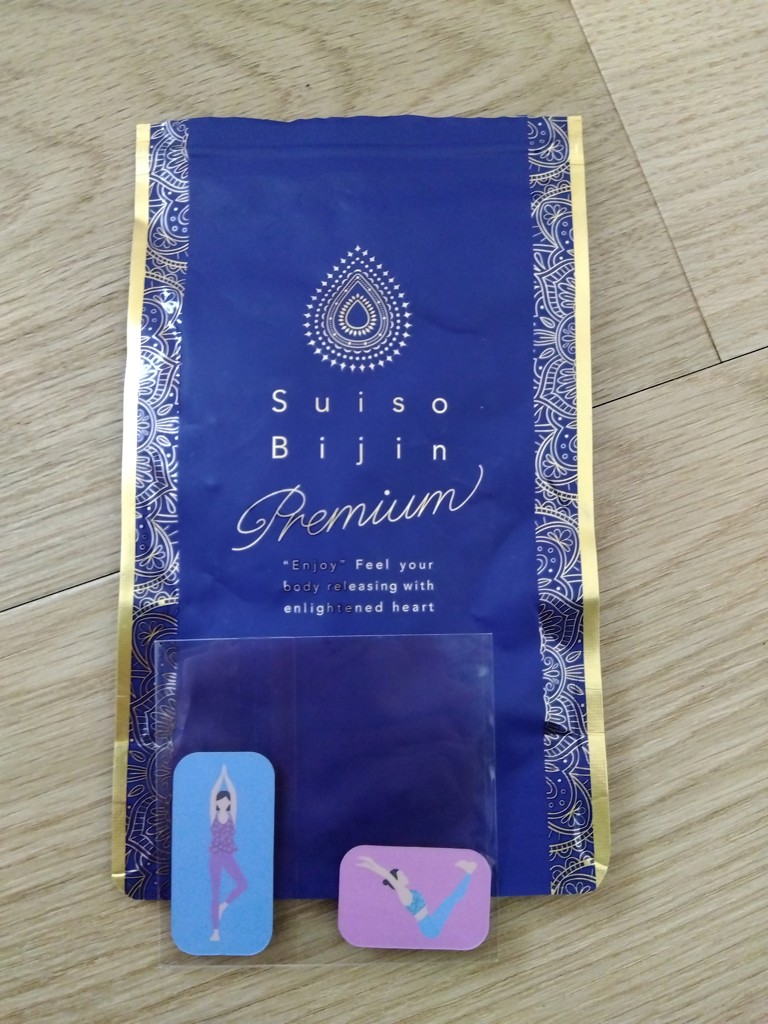 Suiso
Bijin
Premium
"Enjoy" Feel your
body releasing with
enlightened heart